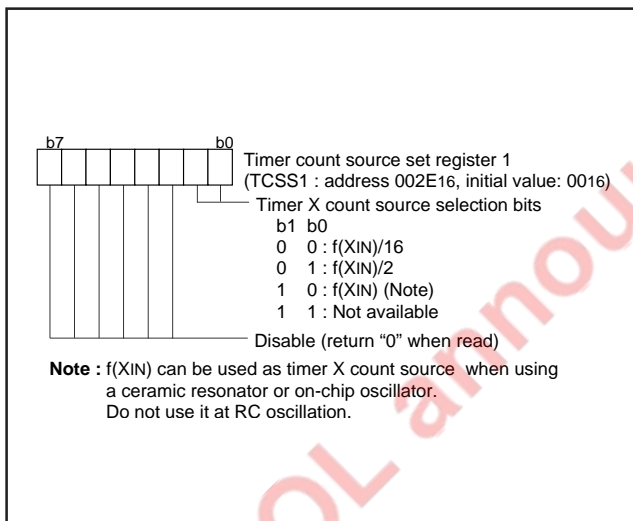 b7 b0
Timer count source set register 1
(TCSS1 : address 002E16, initial value: 0016)
Timer X count source selection bits
b1 b0
0 0 : f(XIN)/16
0 1 : f(XIN)/2
1 0 : f(XIN) (Note)
1 1 : Not available
Disable (return “0” when read)
Note : f(XIN) can be used as timer X count source when using
a ceramic resonator or on-chip oscillator.
Do not use it at RC oscillation.
OL annou